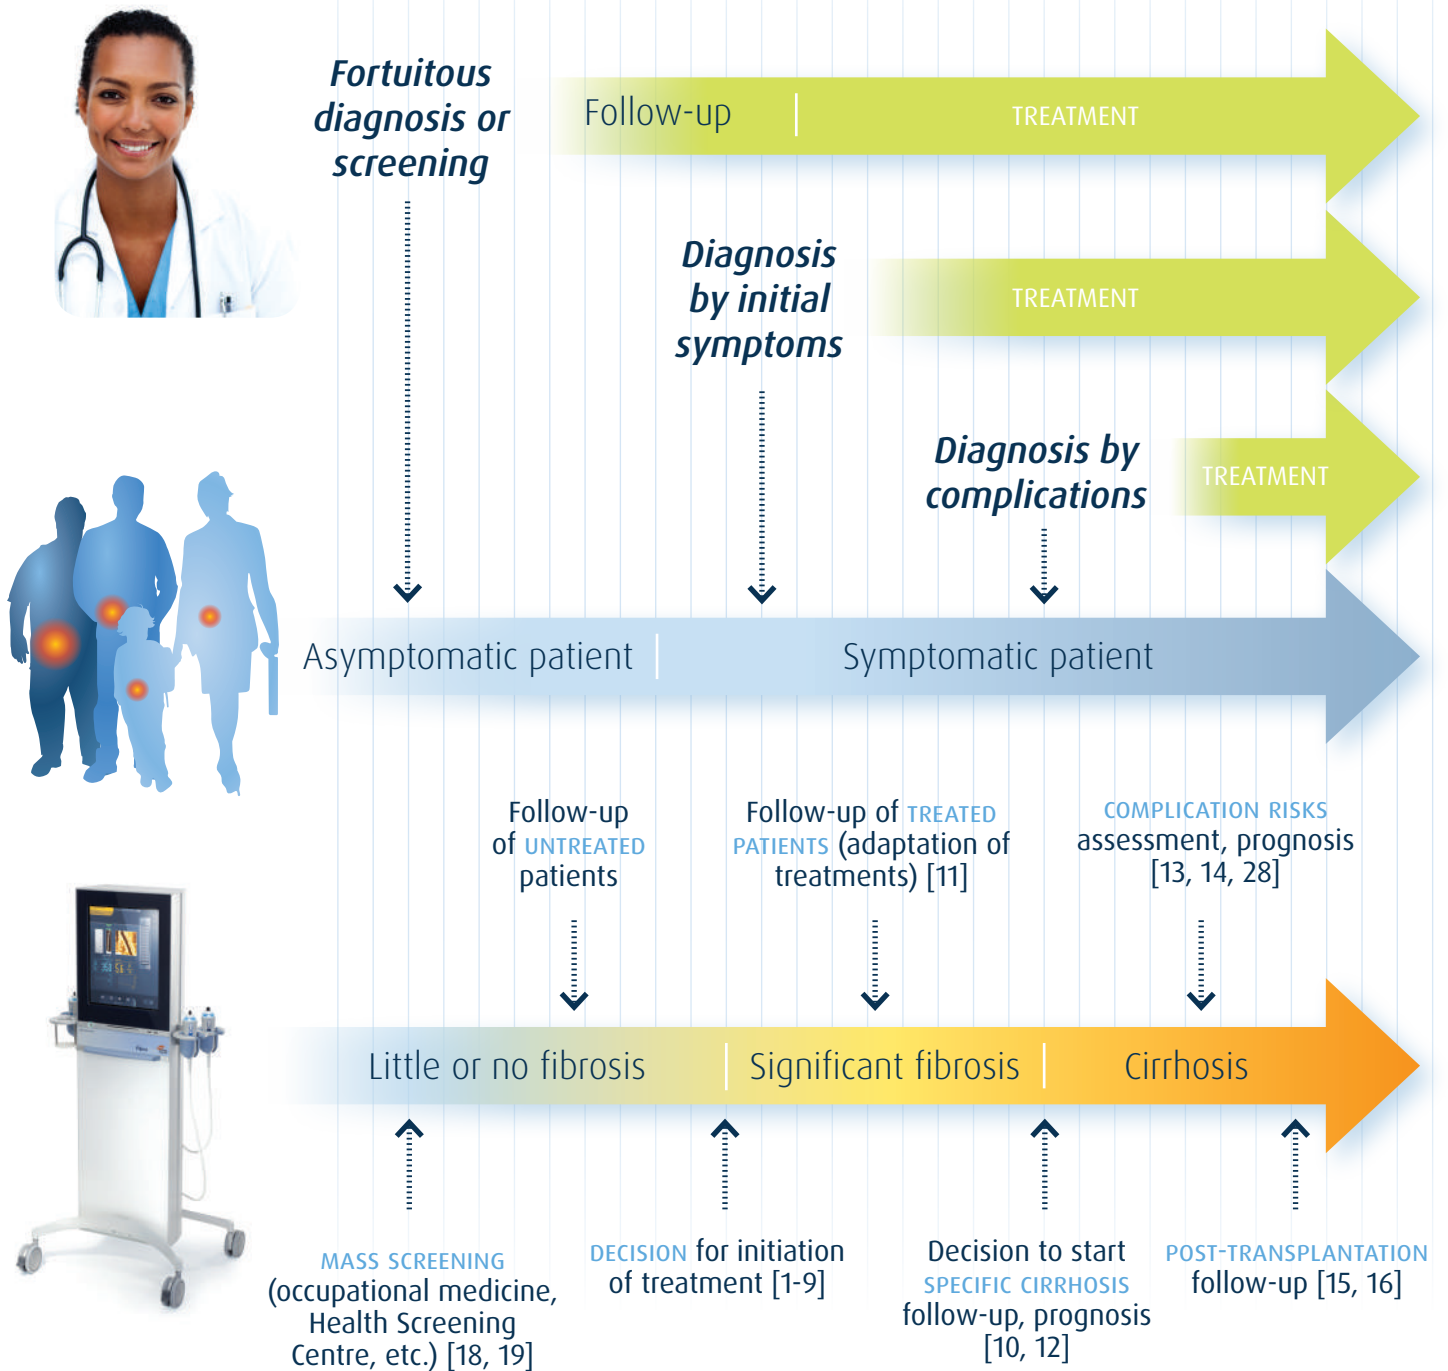 Fortuitous
diagnosis or
screening
Follow-up
TREATMENT
Diagnosis
by initial
symptoms
TREATMENT
Diagnosis by
complications
TREATMENT
Asymptomatic patient
Symptomatic patient
Follow-up
of UNTREATED
patients
Follow-up of TREATED
PATIENTS (adaptation of
treatments) [11]
COMPLICATION RISKS
assessment, prognosis
[13, 14, 28]
Little or no fibrosis
Significant fibrosis
Cirrhosis
MASS SCREENING
(occupational medicine,
Health Screening
Centre, etc.) [18, 19]
DECISION for initiation
of treatment [1-9]
Decision to start
SPECIFIC CIRRHOSIS
follow-up, prognosis
[10, 12]
POST-TRANSPLANTATION
follow-up [15, 16]